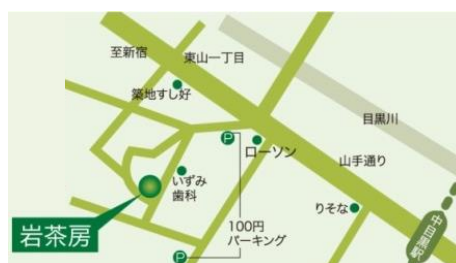 至新宿
東山一丁目
築地すし好
目黒川
P
ローソン
山手通り
いずみ
歯科
りそな
100円
パーキング
岩茶房
中目黒駅
P